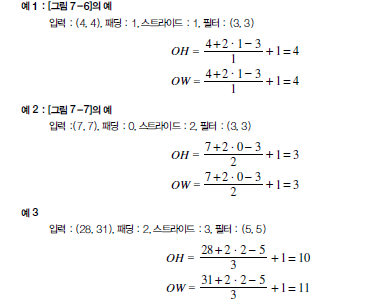 예 1 : [그림 7-6]의 예
입력 : (4, 4), 패딩 : 1, 스트라이드 : 1, 필터 : (3, 3)
OH = (4+2·1−3)/1 +1=4
OW = (4+2·1−3)/1 +1=4
예 2 : [그림 7-7]의 예
입력 :(7, 7), 패딩 : 0, 스트라이드 : 2, 필터 : (3, 3)
OH = (7+2·0−3)/2 +1=3
OW = (7+2·0−3)/2 +1=3
예 3
입력 : (28, 31), 패딩 : 2, 스트라이드 : 3, 필터 : (5, 5)
OH = (28+2·2−5)/3 +1=10
OW = (31+2·2−5)/3 +1=11